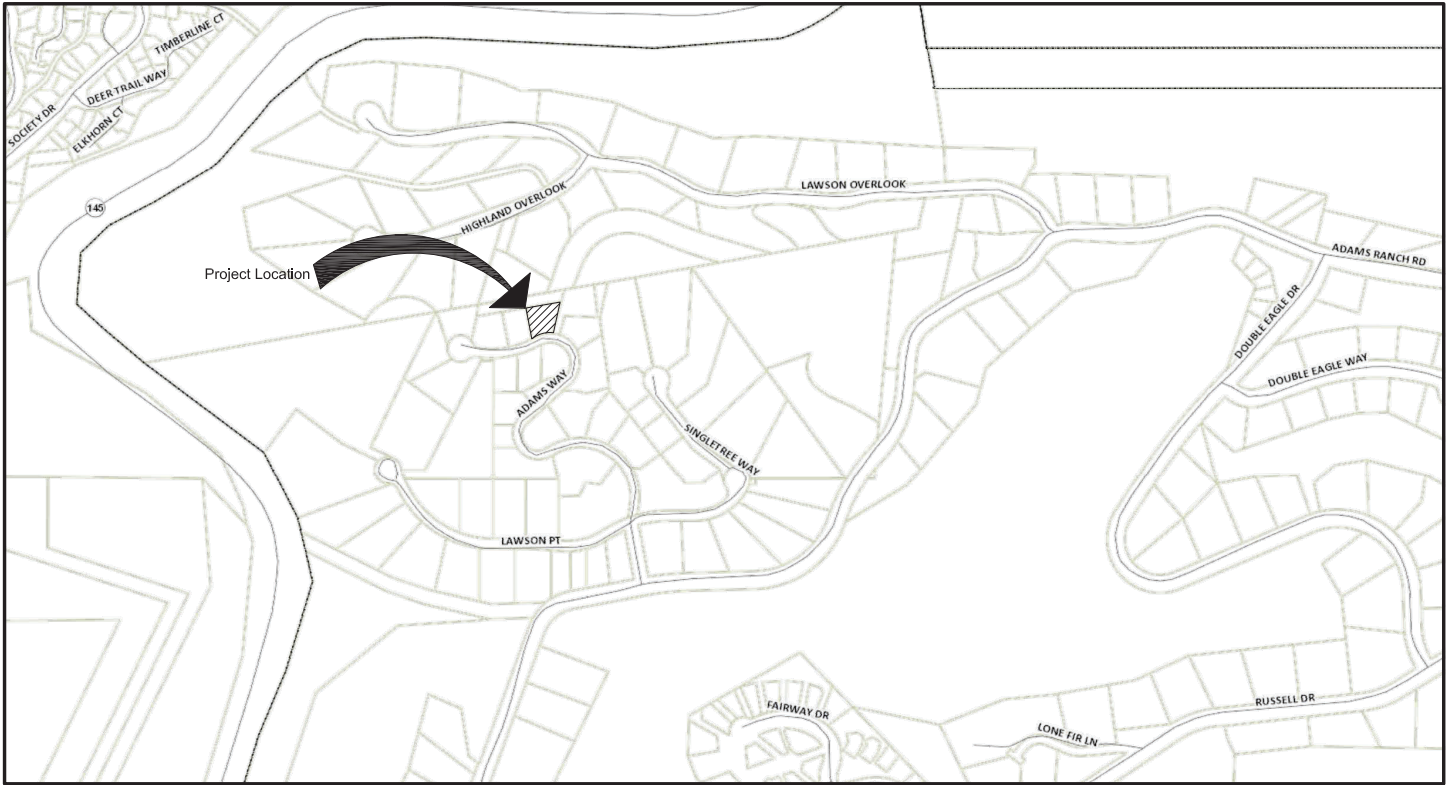 TIMBERLINE CT
DEER TRAIL WAY
SOCIETY DR
ELKHORN CT
145
HIGHLAND OVERLOOK
LAWSON OVERLOOK
ADAMS RANCH RD
Project Location
DOUBLE EAGLE DR
DOUBLE EAGLE WAY
ADAMS WAY
SINGLETREE WAY
LAWSON PT
RUSSELL DR
FAIRWAY DR
LONE FIR LN